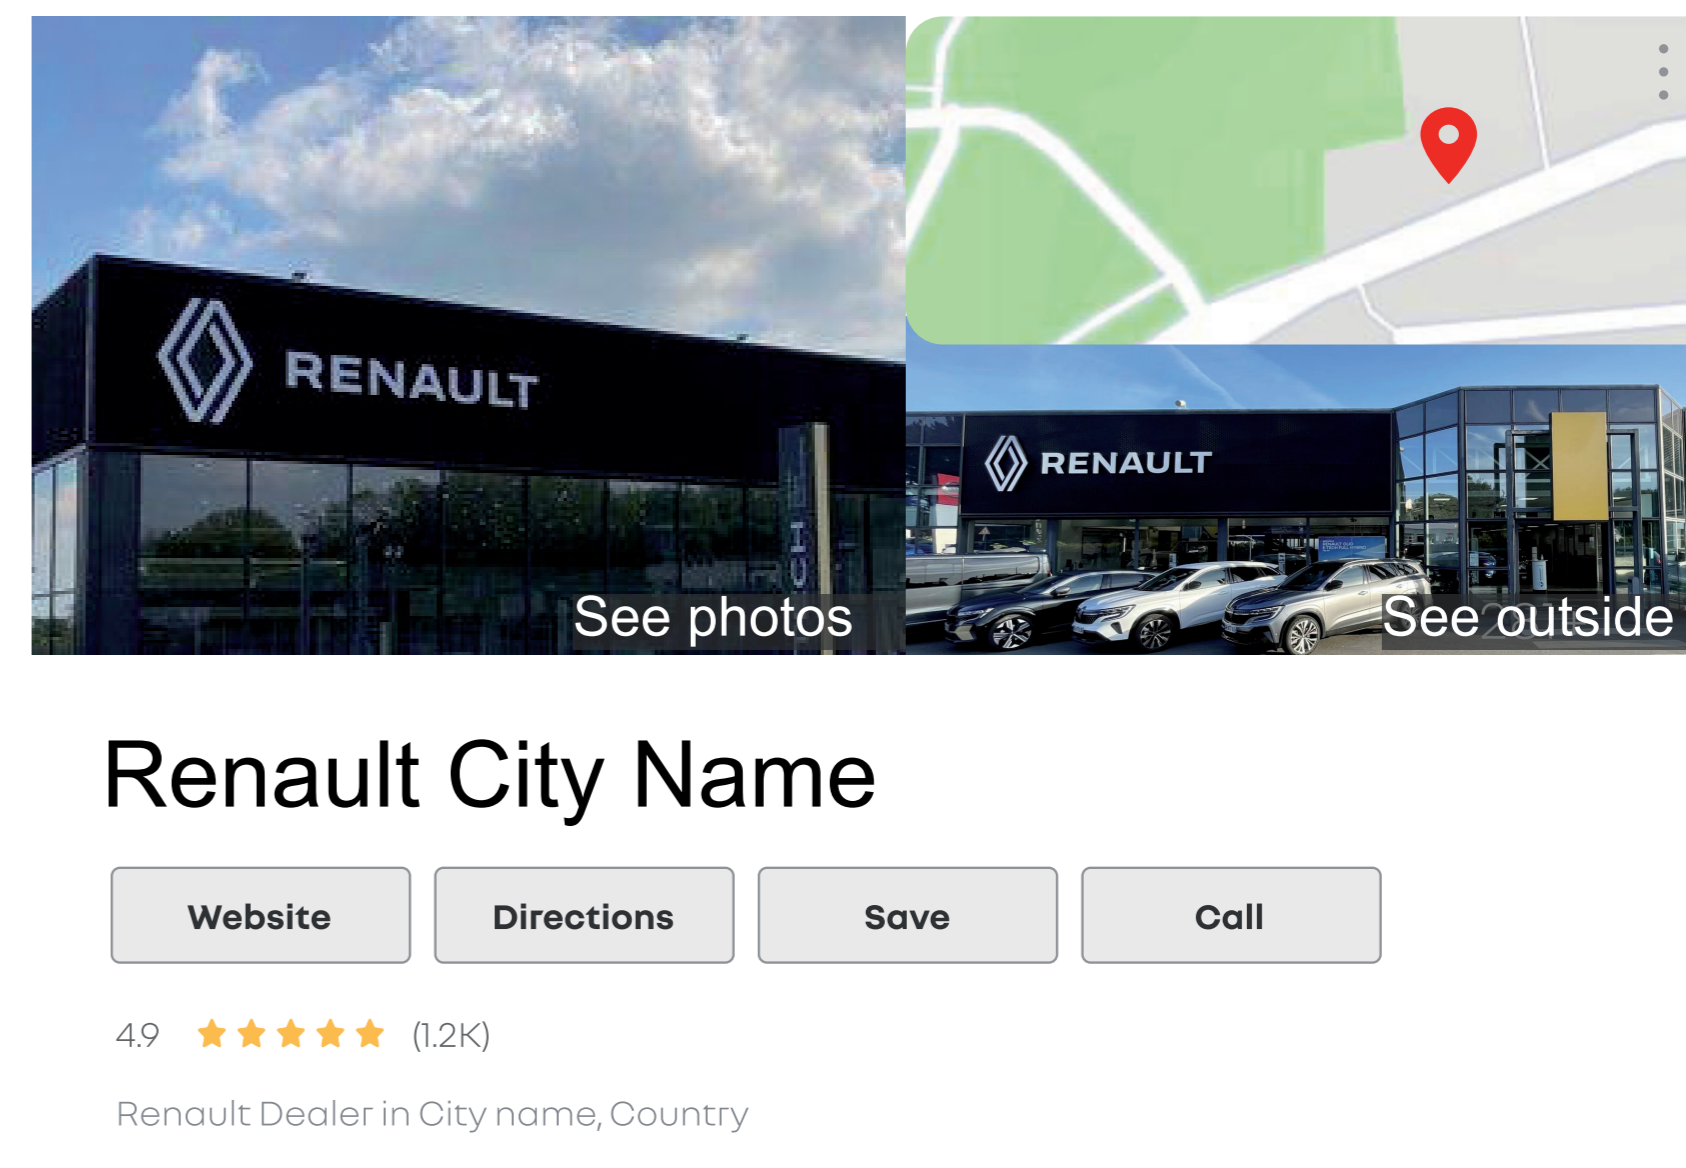 RENAULT
RENAULT
See photos
See outside
Renault City Name
Website
Directions
Save
Call
4.9 (1.2K)
Renault Dealer in City name, Country